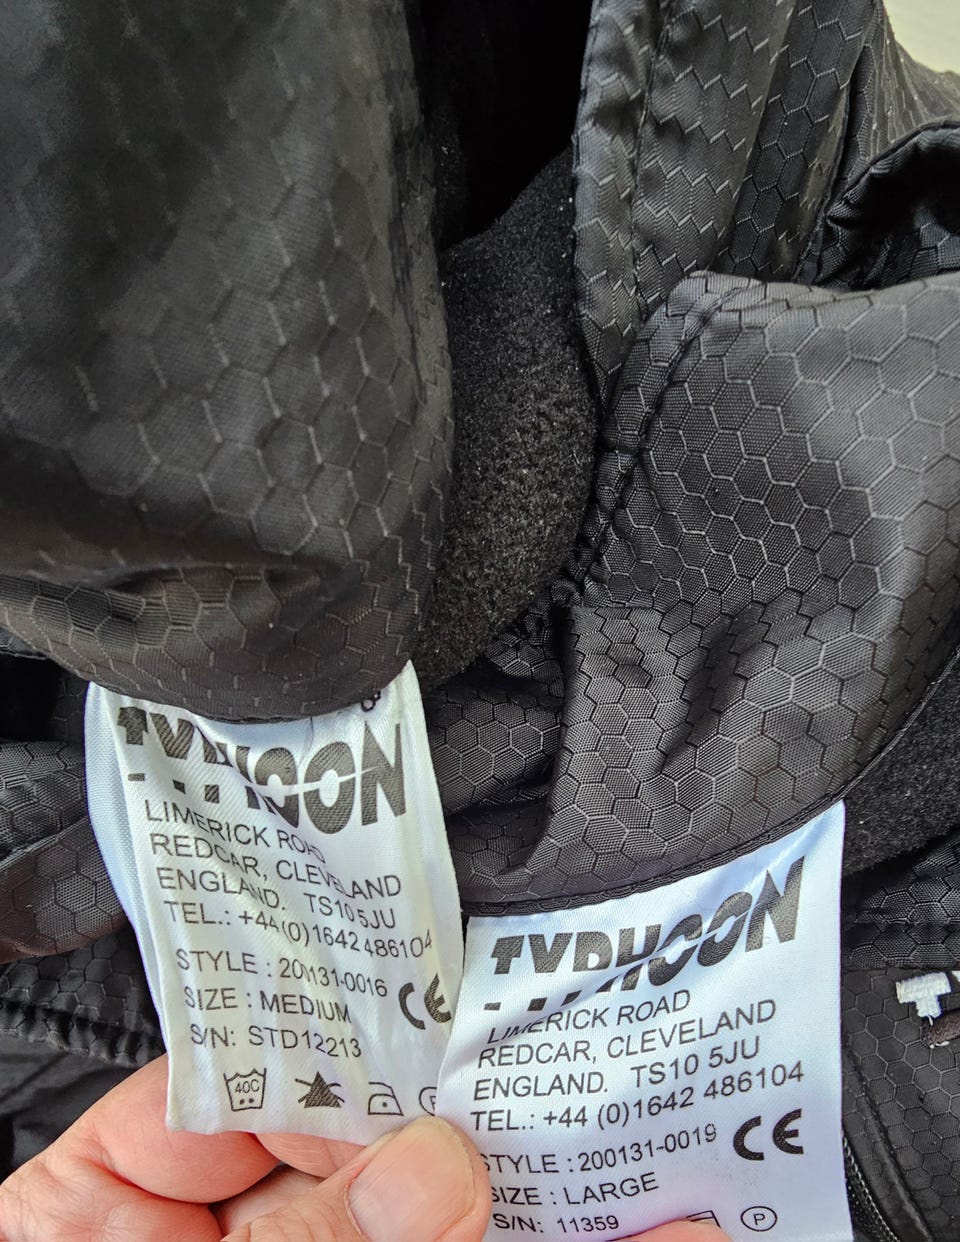 TYPHOON
LIMERICK ROAD
REDCAR, CLEVELAND
ENGLAND. TS10 5JU
TEL.: +44(0)1642 486104
STYLE : 200131-0016
SIZE : MEDIUM
CE
S/N: STD12213
40C
TYPHOON
LIMERICK ROAD
REDCAR, CLEVELAND
ENGLAND. TS10 5JU
TEL.: +44 (0)1642 486104
STYLE : 200131-0019
CE
SIZE : LARGE
S/N: 11359
P